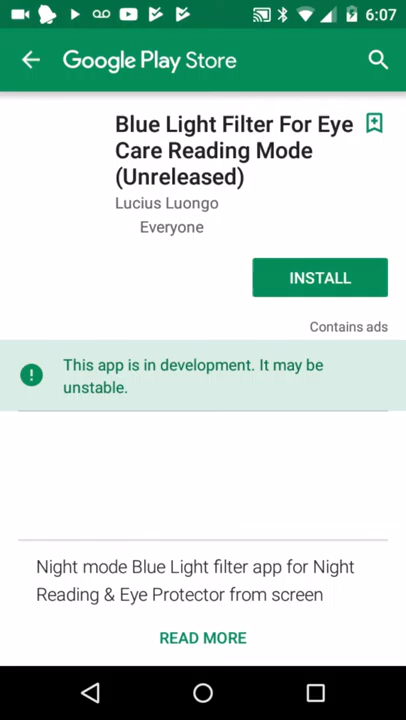 6:07
Google Play Store
Blue Light Filter For Eye
Care Reading Mode
(Unreleased)
Lucius Luongo
Everyone
INSTALL
Contains ads
This app is in development. It may be
unstable.
Night mode Blue Light filter app for Night
Reading & Eye Protector from screen
READ MORE